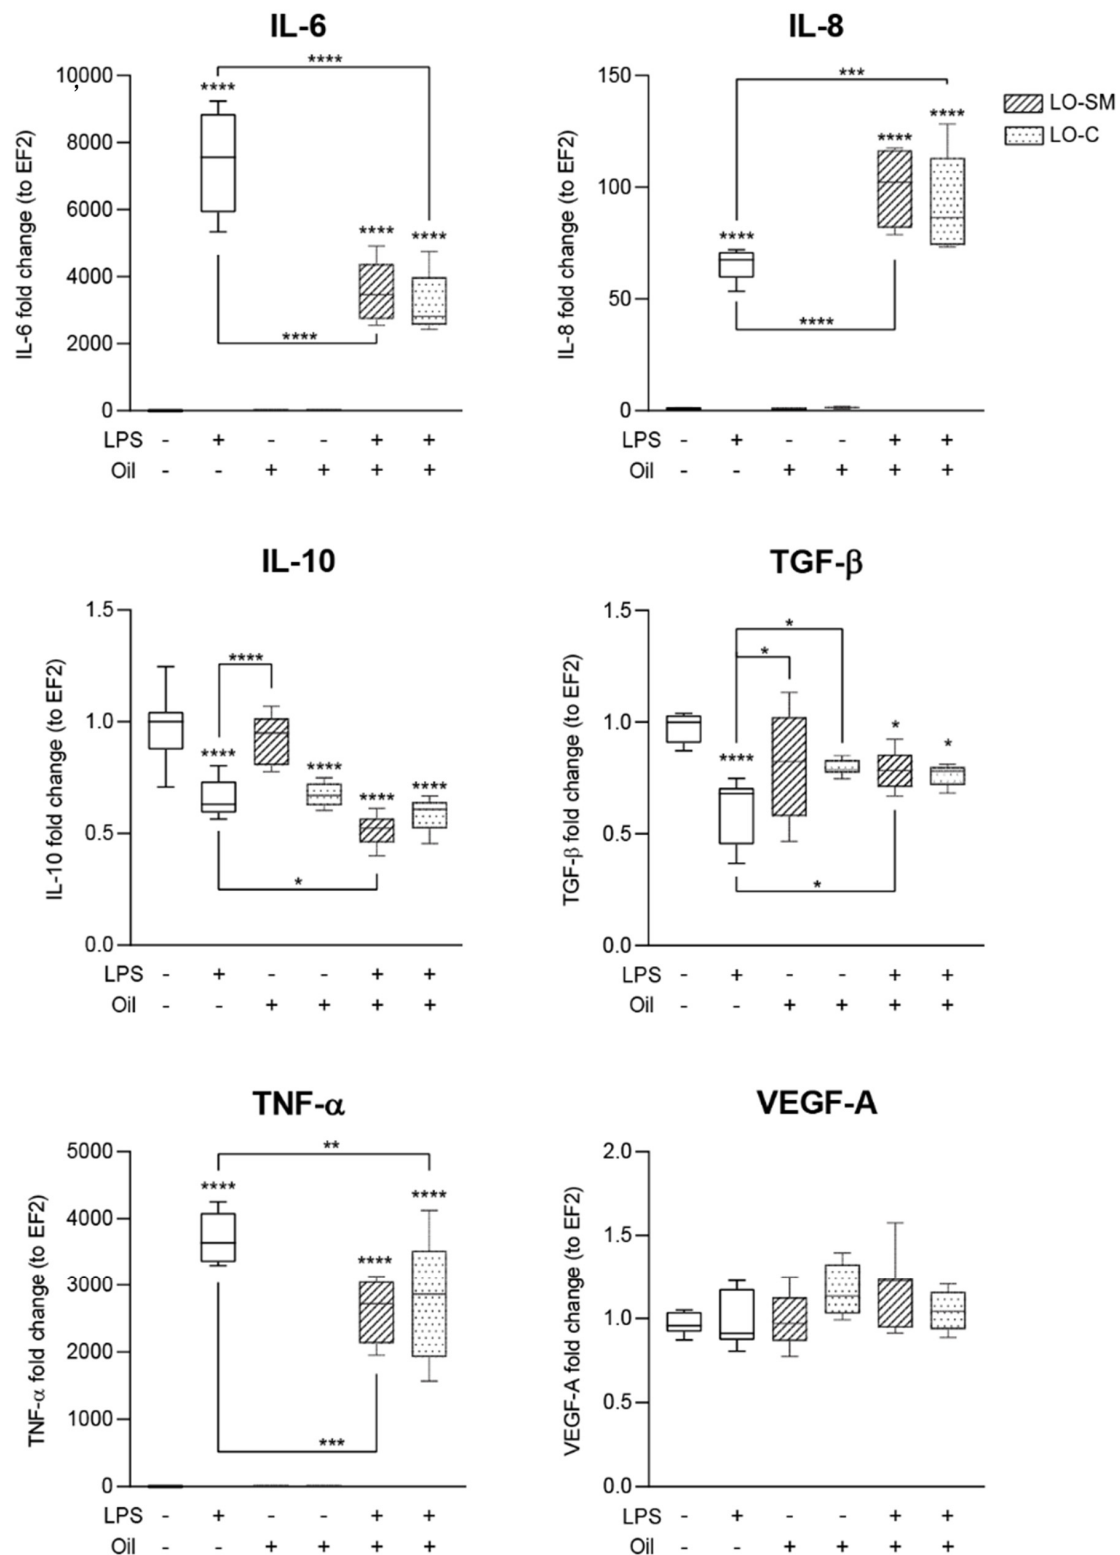 IL-6
IL-6 fold change (to EF2)
10000
,
8000
6000
4000
2000
0
****
****
****
****
****
LPS - + - - + +
Oil - - + + + +
IL-8
IL-8 fold change (to EF2)
150
100
50
0
***
****
****
****
****
LPS - + - - + +
Oil - - + + + +
LO-SM
LO-C
IL-10
IL-10 fold change (to EF2)
1.5
1.0
0.5
0.0
****
****
****
****
****
*
LPS - + - - + +
Oil - - + + + +
TGF-β
TGF-β fold change (to EF2)
1.5
1.0
0.5
0.0
*
*
****
*
*
*
LPS - + - - + +
Oil - - + + + +
TNF-α
TNF-α fold change (to EF2)
5000
4000
3000
2000
1000
0
**
****
****
****
***
LPS - + - - + +
Oil - - + + + +
VEGF-A
VEGF-A fold change (to EF2)
2.0
1.5
1.0
0.5
0.0
LPS - + - - + +
Oil - - + + + +